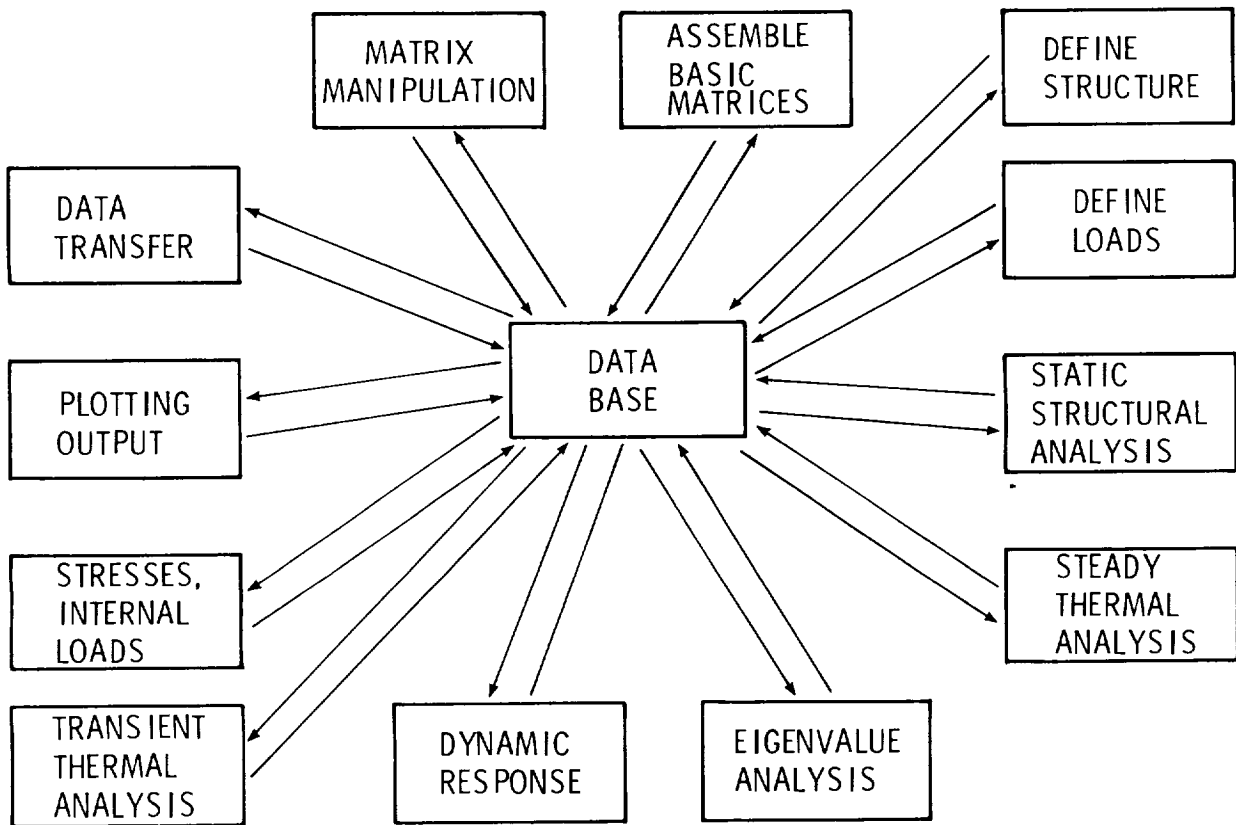 MATRIX
MANIPULATION
ASSEMBLE
BASIC
MATRICES
DEFINE
STRUCTURE
DATA
TRANSFER
DEFINE
LOADS
DATA
BASE
PLOTTING
OUTPUT
STATIC
STRUCTURAL
ANALYSIS
STRESSES,
INTERNAL
LOADS
STEADY
THERMAL
ANALYSIS
TRANSIENT
THERMAL
ANALYSIS
DYNAMIC
RESPONSE
EIGENVALUE
ANALYSIS